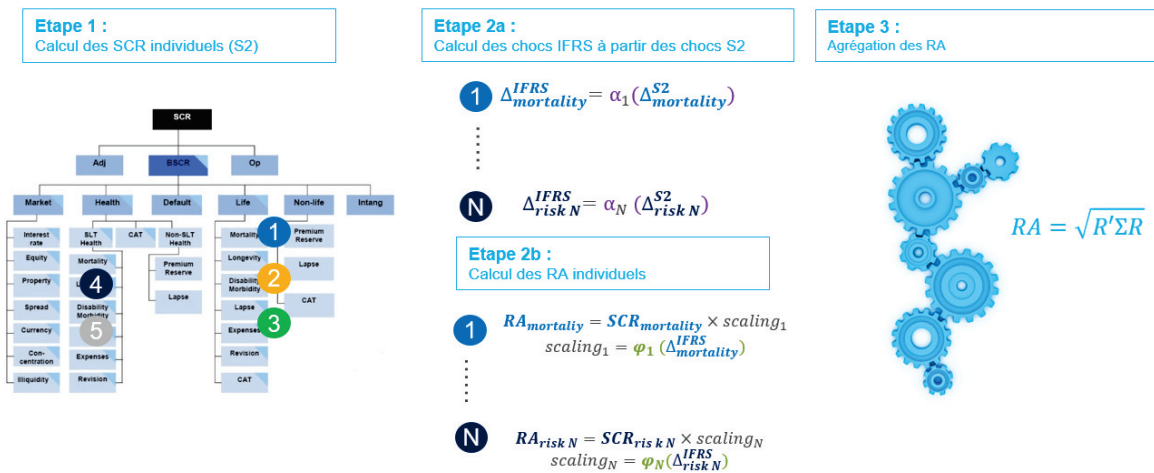 Etape 1 :
Calcul des SCR individuels (S2)
SCR
Adj
BSCR
Op
Market
Health
Default
Life
Non-life
Intang
Interest
rate
Equity
Property
Spread
Currency
Con-
centration
Illiquidity
SLT
Health
CAT
Non-SLT
Health
Mortality
4
Disability
Morbidity
5
Expenses
Revision
Premium
Reserve
Lapse
Mortality
1
Longevity
2
Disability
Morbidity
Lapse
3
Expenses
Revision
CAT
Premium
Reserve
Lapse
CAT
Etape 2a :
Calcul des chocs IFRS à partir des chocs S2
1 Δ^{IFRS}_{mortality} = α₁(Δ^{S2}_{mortality})
N Δ^{IFRS}_{risk N} = α_N (Δ^{S2}_{risk N})
Etape 2b :
Calcul des RA individuels
1 RA_{mortaliy} = SCR_{mortality} × scaling₁
scaling₁ = φ₁ (Δ^{IFRS}_{mortality})
N RA_{risk N} = SCR_{ris k N} × scaling_N
scaling_N = φ_N(Δ^{IFRS}_{risk N})
Etape 3 :
Agrégation des RA
RA = √R′ΣR